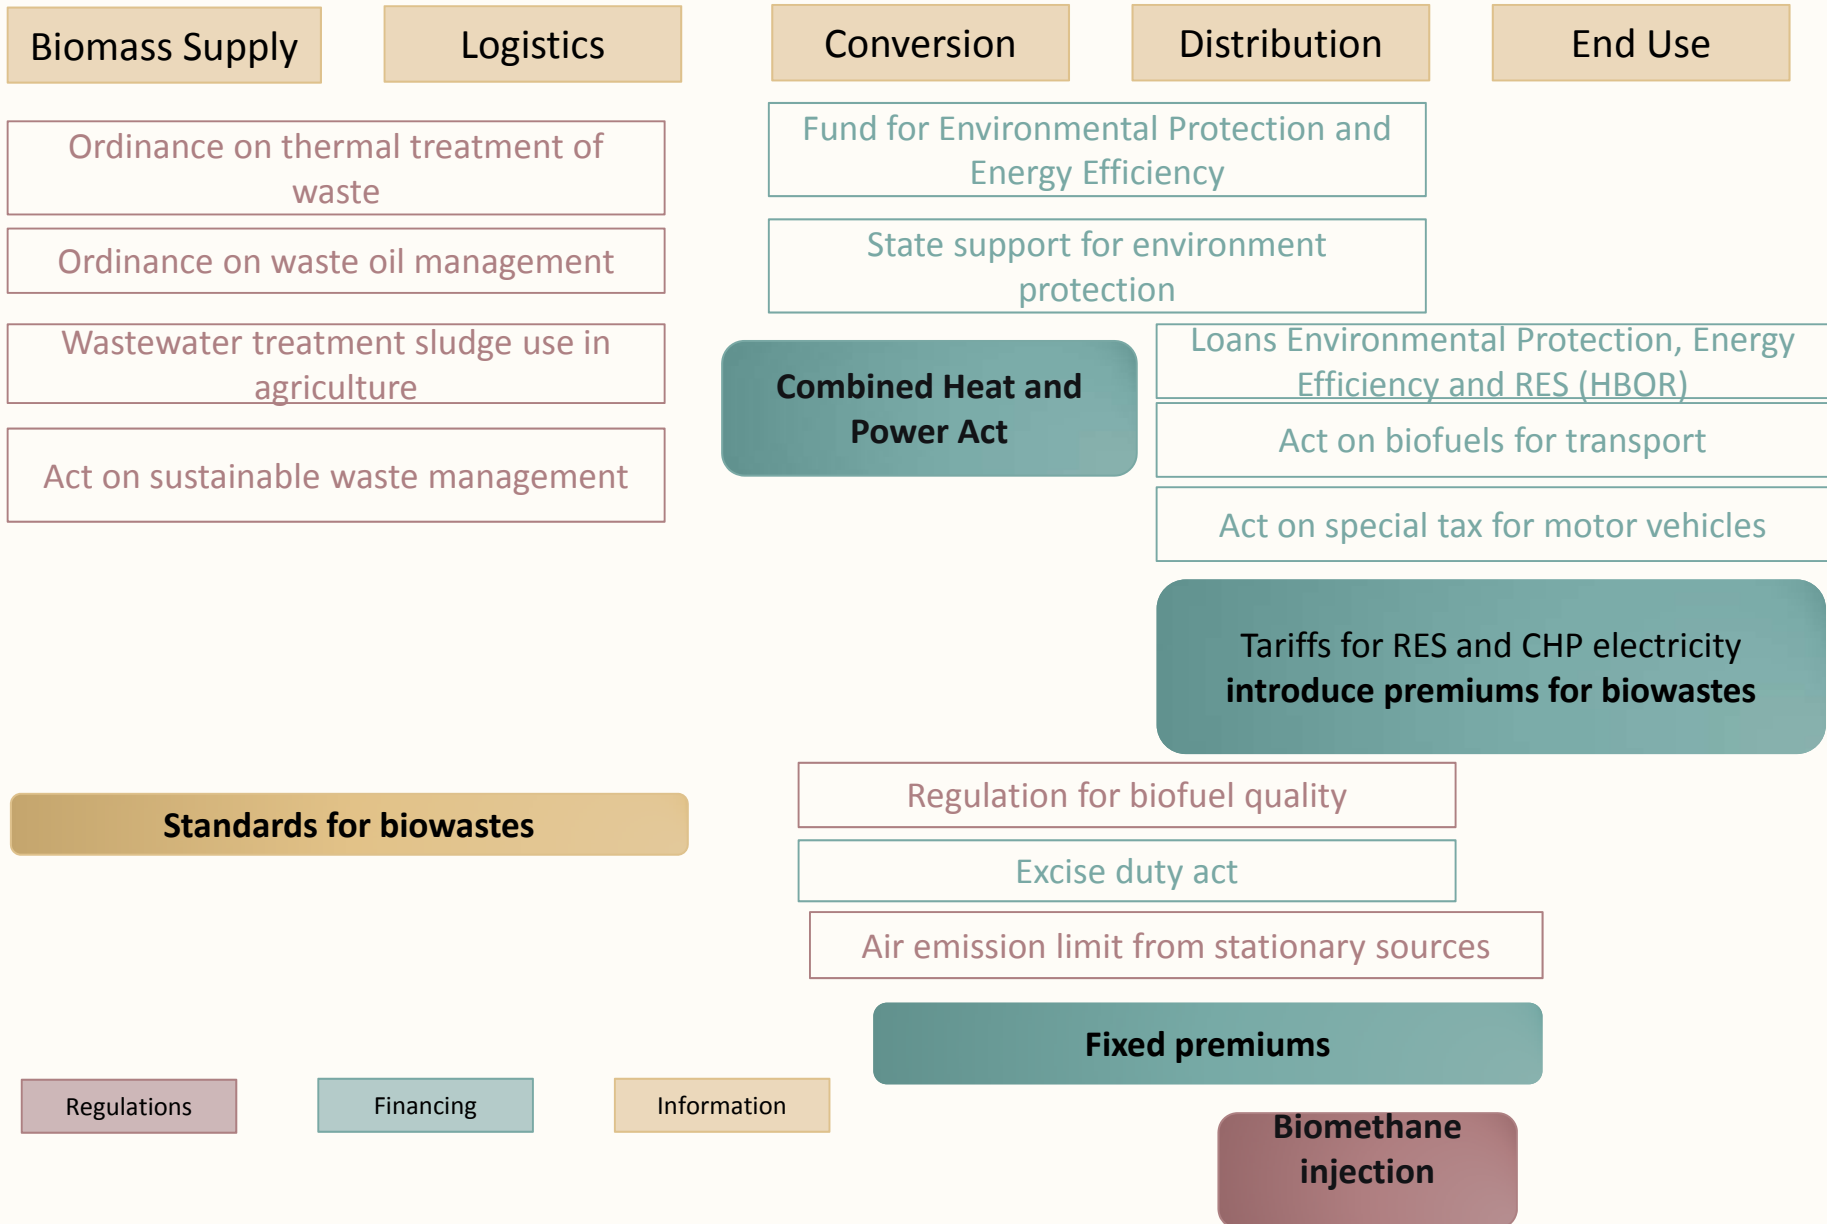 Biomass Supply
Logistics
Conversion
Distribution
End Use
Ordinance on thermal treatment of
waste
Ordinance on waste oil management
Wastewater treatment sludge use in
agriculture
Act on sustainable waste management
Fund for Environmental Protection and
Energy Efficiency
State support for environment
protection
Combined Heat and
Power Act
Loans Environmental Protection, Energy
Efficiency and RES (HBOR)
Act on biofuels for transport
Act on special tax for motor vehicles
Tariffs for RES and CHP electricity
introduce premiums for biowastes
Standards for biowastes
Regulation for biofuel quality
Excise duty act
Air emission limit from stationary sources
Fixed premiums
Regulations
Financing
Information
Biomethane
injection